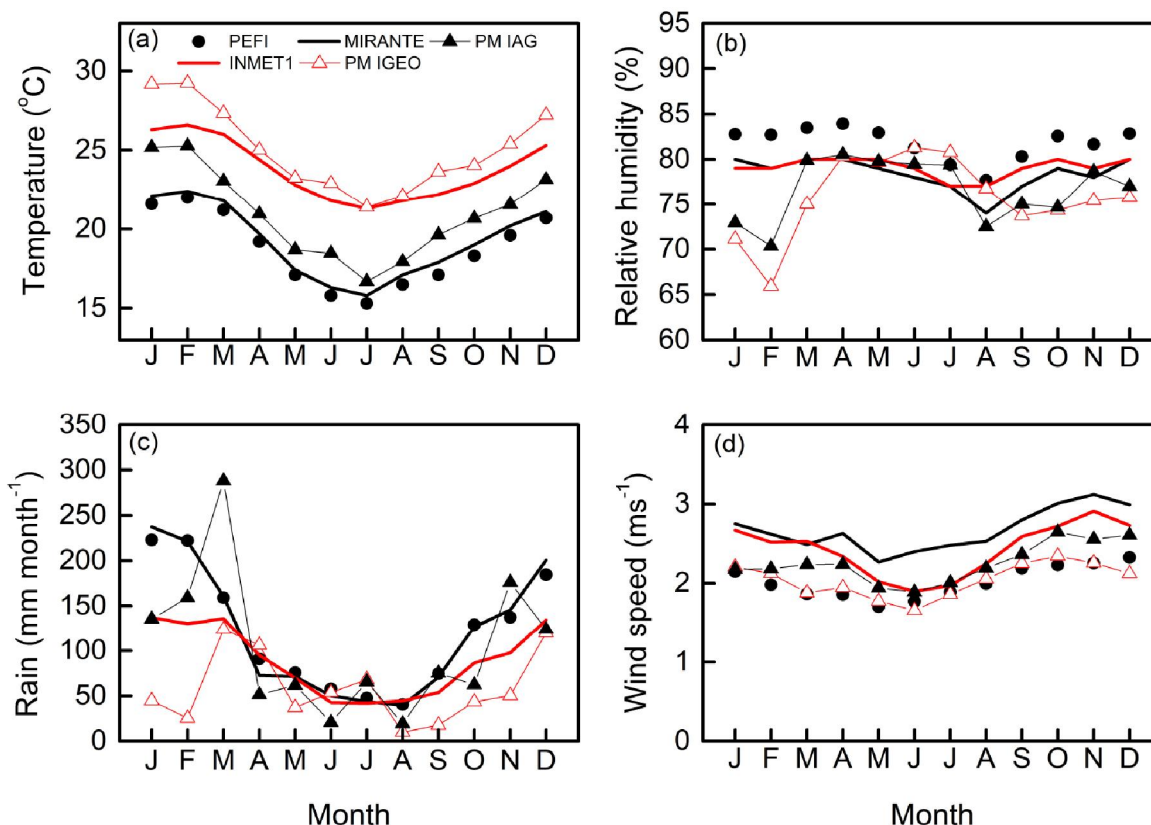 (a)
PEFI MIRANTE PM IAG
INMET1 PM IGEO
Temperature (°C)
30
25
20
15
J F M A M J J A S O N D
(b)
Relative humidity (%)
95
90
85
80
75
70
65
60
J F M A M J J A S O N D
(c)
Rain (mm month⁻¹)
350
300
250
200
150
100
50
0
J F M A M J J A S O N D
Month
(d)
Wind speed (ms⁻¹)
4
3
2
1
0
J F M A M J J A S O N D
Month